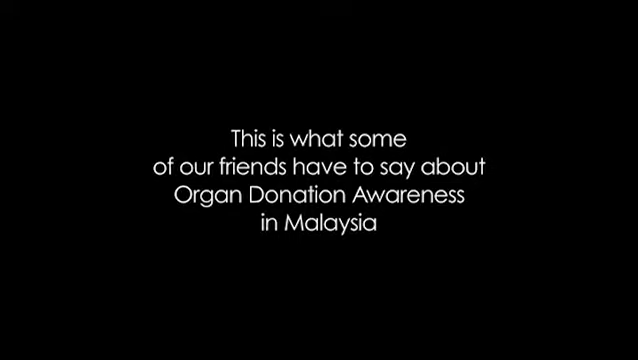 This is what some
of our friends have to say about
Organ Donation Awareness
in Malaysia